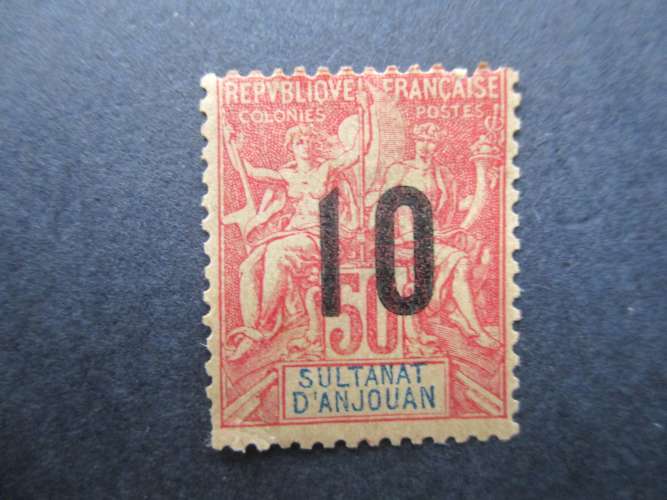 REPVBLIQVE FRANÇAISE
COLONIES POSTES
10
50
SULTANAT
D'ANJOUAN